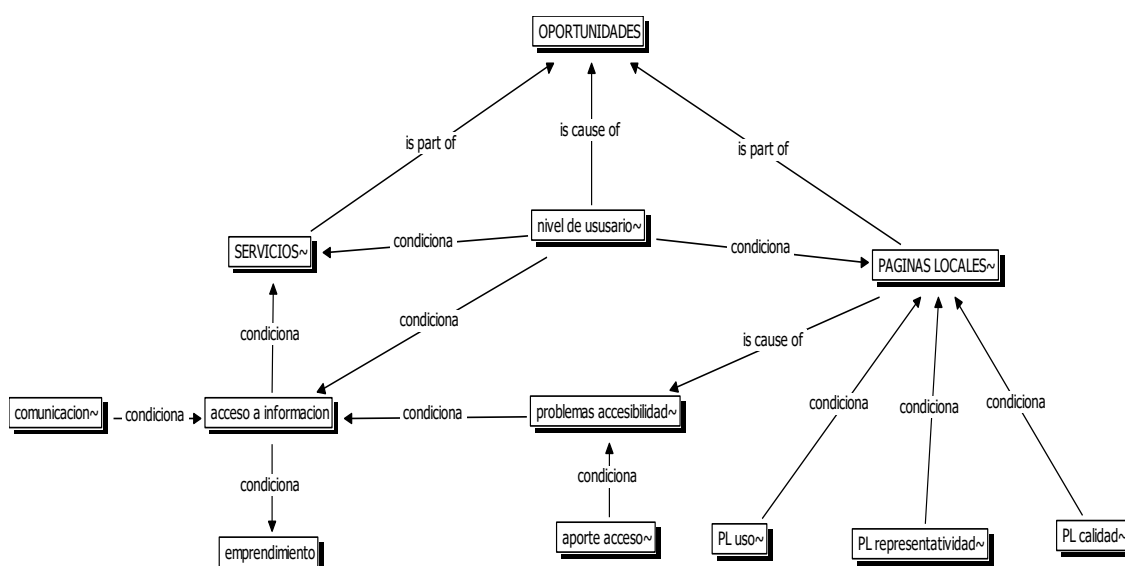 OPORTUNIDADES
is part of
is cause of
is part of
SERVICIOS~
condiciona
nivel de ususario~
condiciona
PAGINAS LOCALES~
condiciona
condiciona
is cause of
comunicacion~
condiciona
acceso a informacion
condiciona
problemas accesibilidad~
condiciona
condiciona
condiciona
condiciona
condiciona
emprendimiento
aporte acceso~
PL uso~
PL representatividad~
PL calidad~